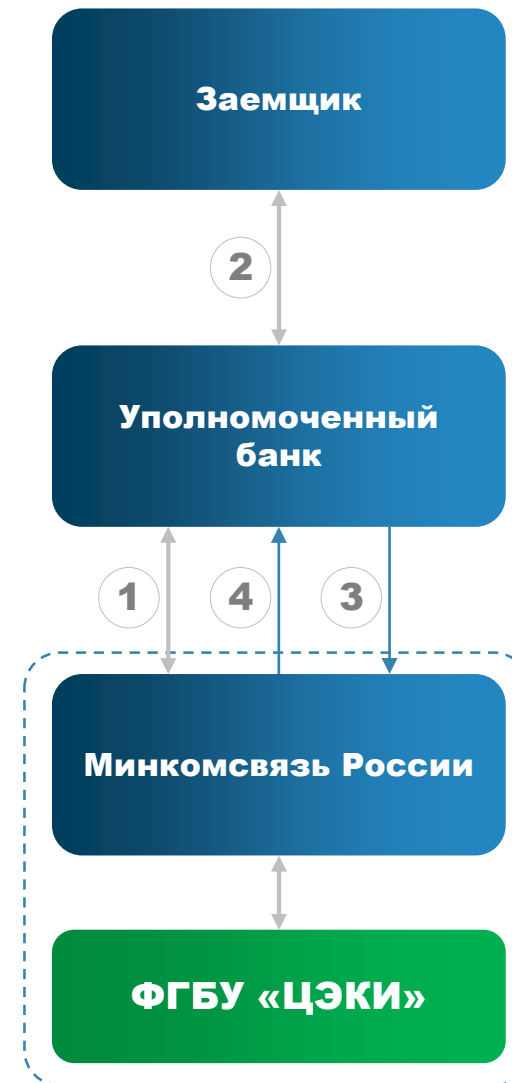 Заемщик
2
Уполномоченный
банк
1
4
3
Минкомсвязь России
ФГБУ «ЦЭКИ»